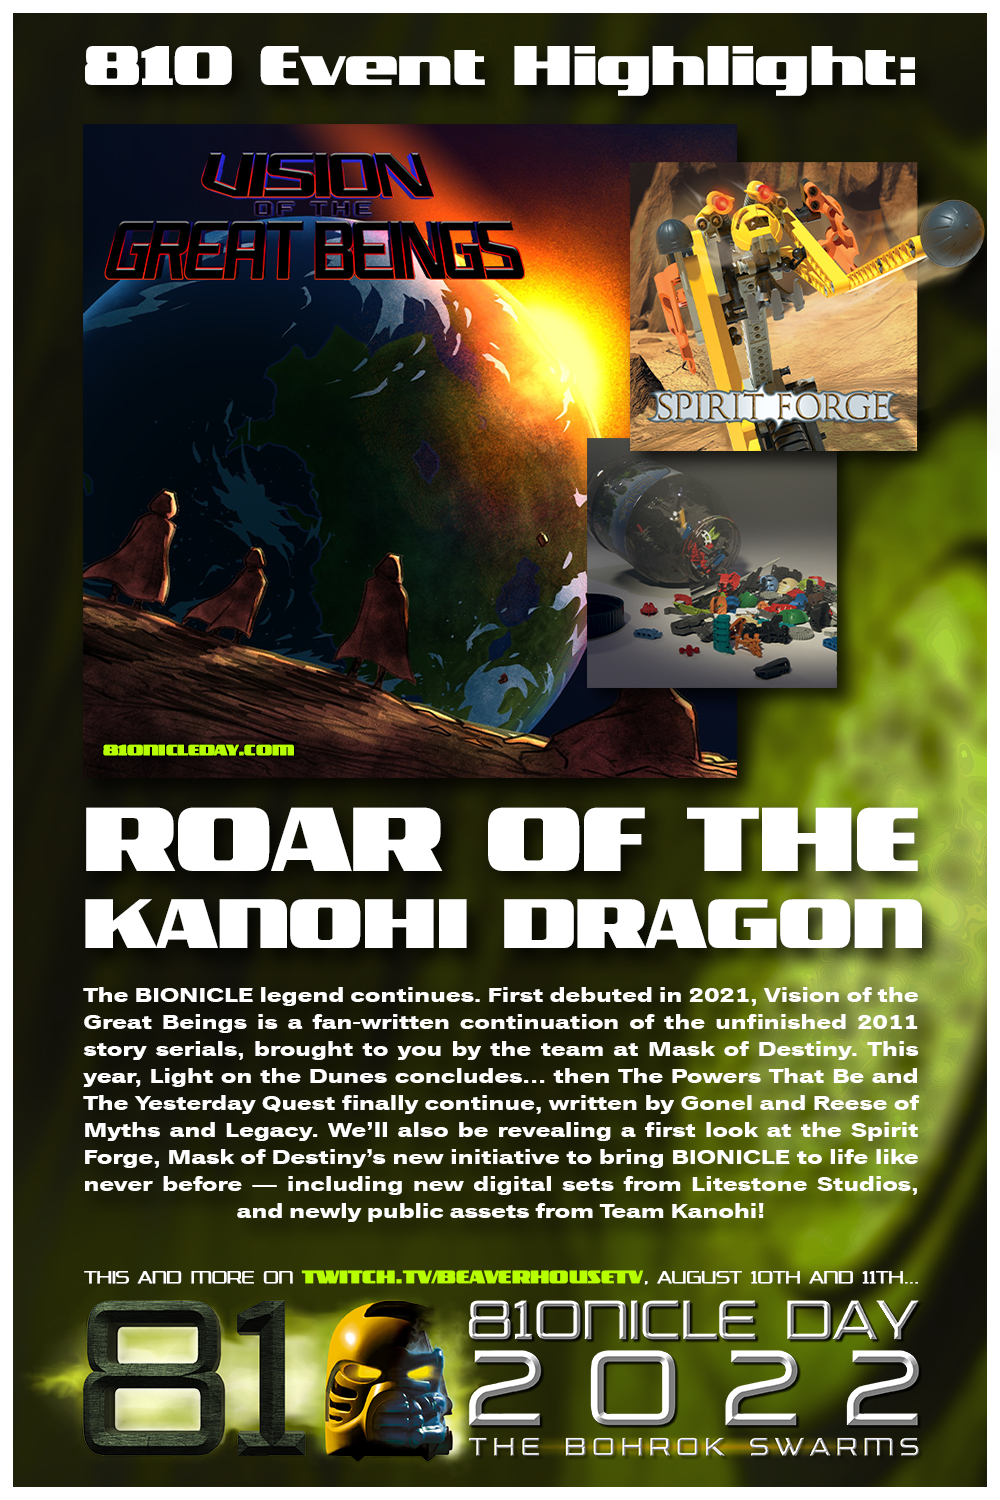 810 Event Highlight:
VISION
OF THE
GREAT BEINGS
SPIRIT FORGE
810NICLEDAY.COM
ROAR OF THE
KANOHI DRAGON
The BIONICLE legend continues. First debuted in 2021, Vision of the
Great Beings is a fan-written continuation of the unfinished 2011
story serials, brought to you by the team at Mask of Destiny. This
year, Light on the Dunes concludes... then The Powers That Be and
The Yesterday Quest finally continue, written by Gonel and Reese of
Myths and Legacy. We'll also be revealing a first look at the Spirit
Forge, Mask of Destiny's new initiative to bring BIONICLE to life like
never before — including new digital sets from Litestone Studios,
and newly public assets from Team Kanohi!
THIS AND MORE ON TWITCH.TV/BEAVERHOUSETV, AUGUST 10TH AND 11TH...
81
810NICLE DAY
2022
THE BOHROK SWARMS